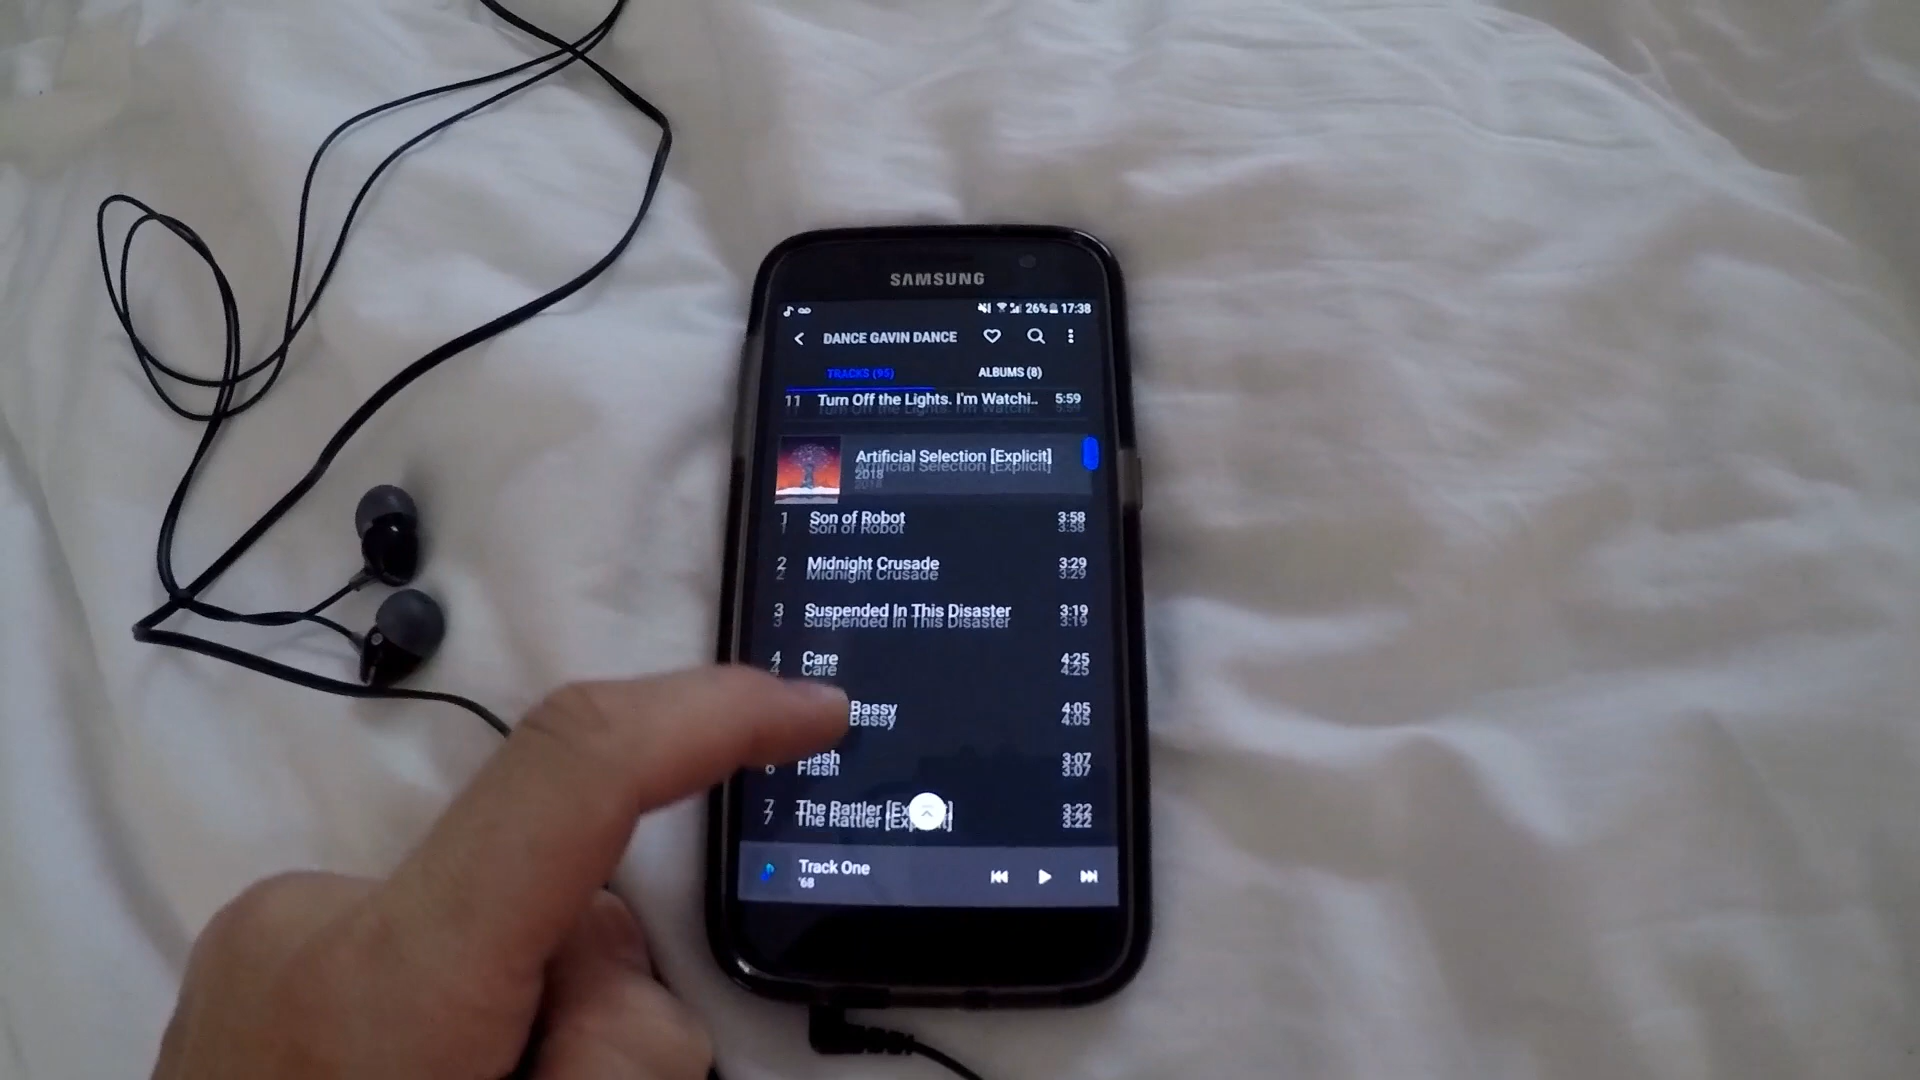 SAMSUNG
26% 17:38
DANCE GAVIN DANCE
TRACKS (95) ALBUMS (8)
11 Turn Off the Lights. I'm Watchi.. 5:59
Artificial Selection [Explicit]
2018
1 Son of Robot 3:58
2 Midnight Crusade 3:29
3 Suspended In This Disaster 3:19
4 Care 4:25
Bassy 4:05
6 Flash 3:07
7 The Rattler [Ex 3:22
Track One
'68